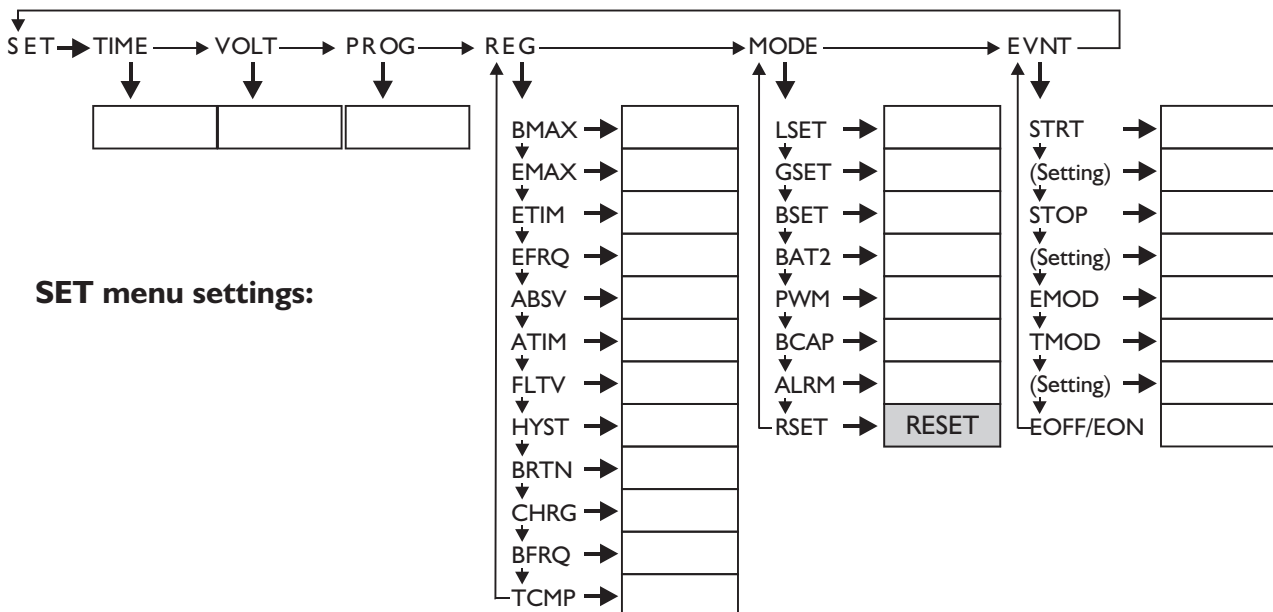 SET TIME VOLT PROG REG MODE EVNT
BMAX LSET STRT
EMAX GSET (Setting)
ETIM BSET STOP
EFRQ BAT2 (Setting)
SET menu settings: ABSV PWM EMOD
ATIM BCAP TMOD
FLTV ALRM (Setting)
HYST RSET RESET EOFF/EON
BRTN
CHRG
BFRQ
TCMP